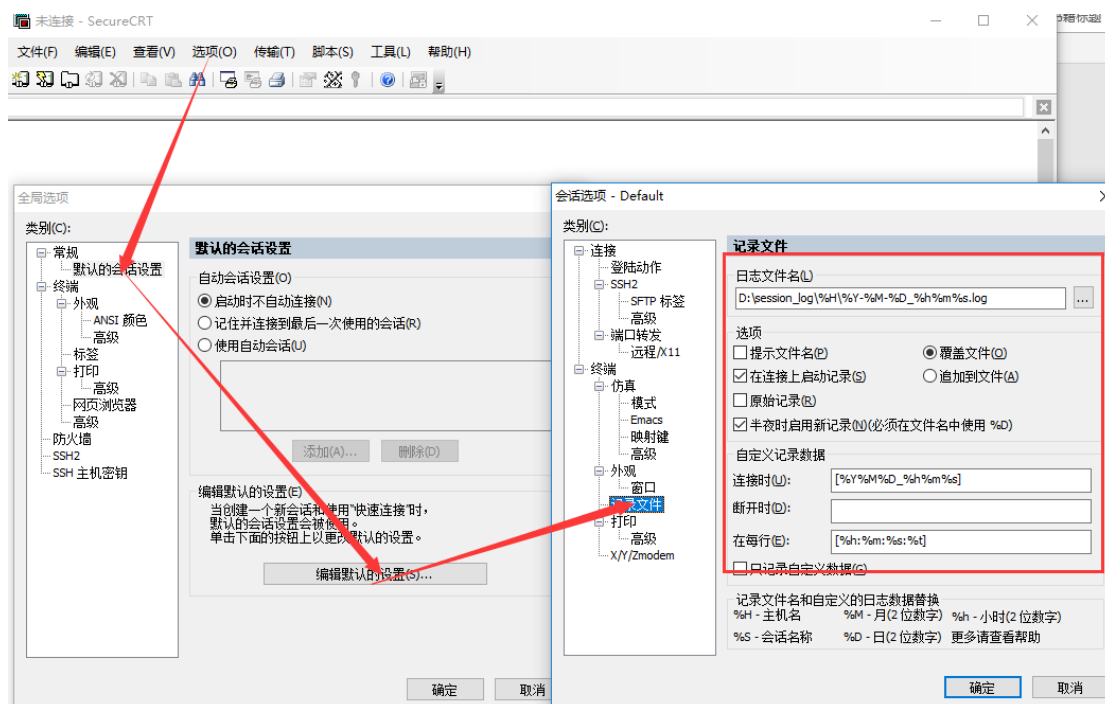 未连接 - SecureCRT
文件(F) 编辑(E) 查看(V) 选项(O) 传输(T) 脚本(S) 工具(L) 帮助(H)
全局选项
类别(C):
常规
默认的会话设置
终端
外观
ANSI 颜色
高级
标签
打印
高级
网页浏览器
高级
防火墙
SSH2
SSH 主机密钥
默认的会话设置
自动会话设置(O)
启动时不自动连接(N)
记住并连接到最后一次使用的会话(R)
使用自动会话(U)
添加(A)... 删除(D)
编辑默认的设置(E)
当创建一个新会话和使用"快速连接"时,
默认的会话设置会被使用。
单击下面的按钮上以更改默认的设置。
编辑默认的设置(S)...
确定 取消
会话选项 - Default
类别(C):
连接
登陆动作
SSH2
SFTP 标签
高级
端口转发
远程/X11
终端
仿真
模式
Emacs
映射键
高级
外观
窗口
记录文件
打印
高级
X/Y/Zmodem
记录文件
日志文件名(L)
D:\session_log\%H\%Y-%M-%D_%h%m%s.log ...
选项
提示文件名(P) 覆盖文件(O)
在连接上启动记录(S) 追加到文件(A)
原始记录(R)
半夜时启用新记录(N)(必须在文件名中使用 %D)
自定义记录数据
连接时(U): [%Y%M%D_%h%m%s]
断开时(D):
在每行(E): [%h:%m:%s:%t]
只记录自定义数据(G)
记录文件名和自定义的日志数据替换
%H - 主机名 %M - 月(2 位数字) %h - 小时(2 位数字)
%S - 会话名称 %D - 日(2 位数字) 更多请查看帮助
确定 取消